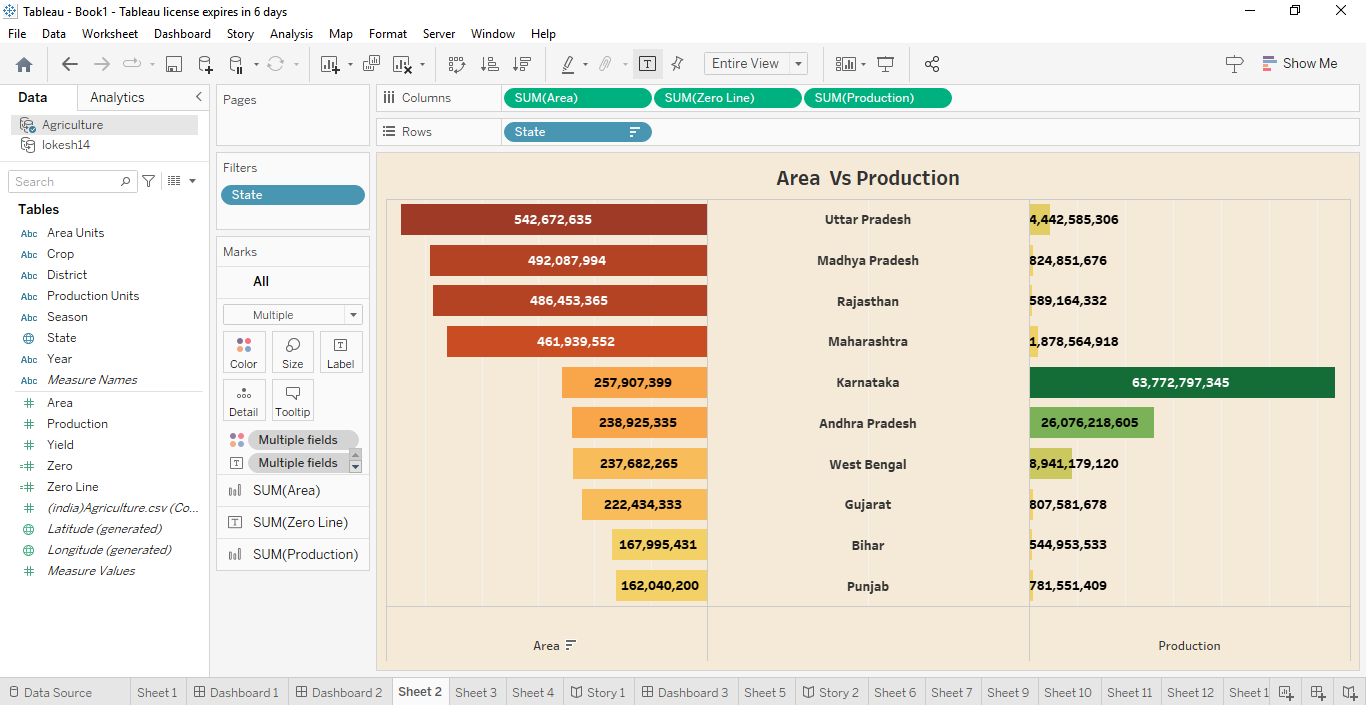 Tableau - Book1 - Tableau license expires in 6 days
File Data Worksheet Dashboard Story Analysis Map Format Server Window Help
Entire View
Show Me
Data Analytics
Agriculture
lokesh14
Search
Tables
Abc Area Units
Abc Crop
Abc District
Abc Production Units
Abc Season
State
Abc Year
Abc Measure Names
# Area
# Production
# Yield
=# Zero
=# Zero Line
# (india)Agriculture.csv (Co...
Latitude (generated)
Longitude (generated)
# Measure Values
Pages
Filters
State
Marks
All
Multiple
Color Size Label
Detail Tooltip
Multiple fields
Multiple fields
SUM(Area)
SUM(Zero Line)
SUM(Production)
Columns SUM(Area) SUM(Zero Line) SUM(Production)
Rows State
Area Vs Production
542,672,635 Uttar Pradesh 4,442,585,306
492,087,994 Madhya Pradesh 824,851,676
486,453,365 Rajasthan 589,164,332
461,939,552 Maharashtra 1,878,564,918
257,907,399 Karnataka 63,772,797,345
238,925,335 Andhra Pradesh 26,076,218,605
237,682,265 West Bengal 8,941,179,120
222,434,333 Gujarat 807,581,678
167,995,431 Bihar 544,953,533
162,040,200 Punjab 781,551,409
Area Production
Data Source Sheet 1 Dashboard 1 Dashboard 2 Sheet 2 Sheet 3 Sheet 4 Story 1 Dashboard 3 Sheet 5 Story 2 Sheet 6 Sheet 7 Sheet 9 Sheet 10 Sheet 11 Sheet 12 Sheet 1